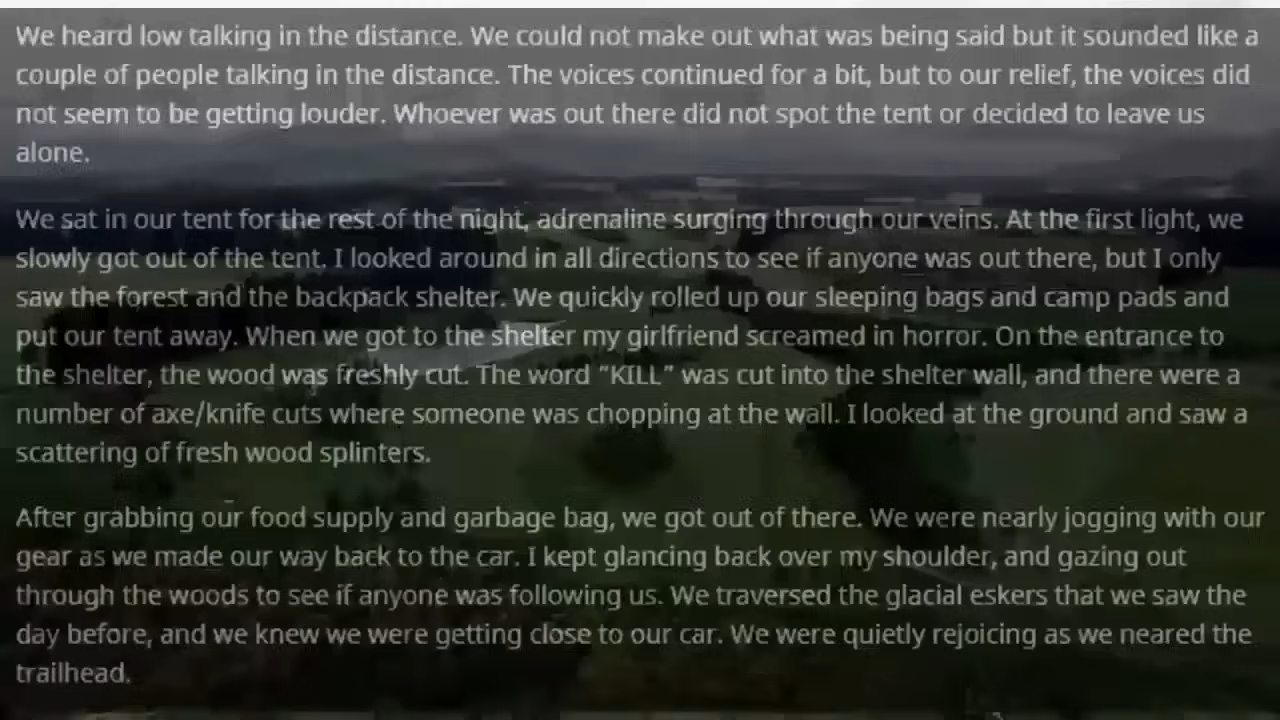 We heard low talking in the distance. We could not make out what was being said but it sounded like a
couple of people talking in the distance. The voices continued for a bit, but to our relief, the voices did
not seem to be getting louder. Whoever was out there did not spot the tent or decided to leave us
alone.
We sat in our tent for the rest of the night, adrenaline surging through our veins. At the first light, we
slowly got out of the tent. I looked around in all directions to see if anyone was out there, but I only
saw the forest and the backpack shelter. We quickly rolled up our sleeping bags and camp pads and
put our tent away. When we got to the shelter my girlfriend screamed in horror. On the entrance to
the shelter, the wood was freshly cut. The word “KILL” was cut into the shelter wall, and there were a
number of axe/knife cuts where someone was chopping at the wall. I looked at the ground and saw a
scattering of fresh wood splinters.
After grabbing our food supply and garbage bag, we got out of there. We were nearly jogging with our
gear as we made our way back to the car. I kept glancing back over my shoulder, and gazing out
through the woods to see if anyone was following us. We traversed the glacial eskers that we saw the
day before, and we knew we were getting close to our car. We were quietly rejoicing as we neared the
trailhead.